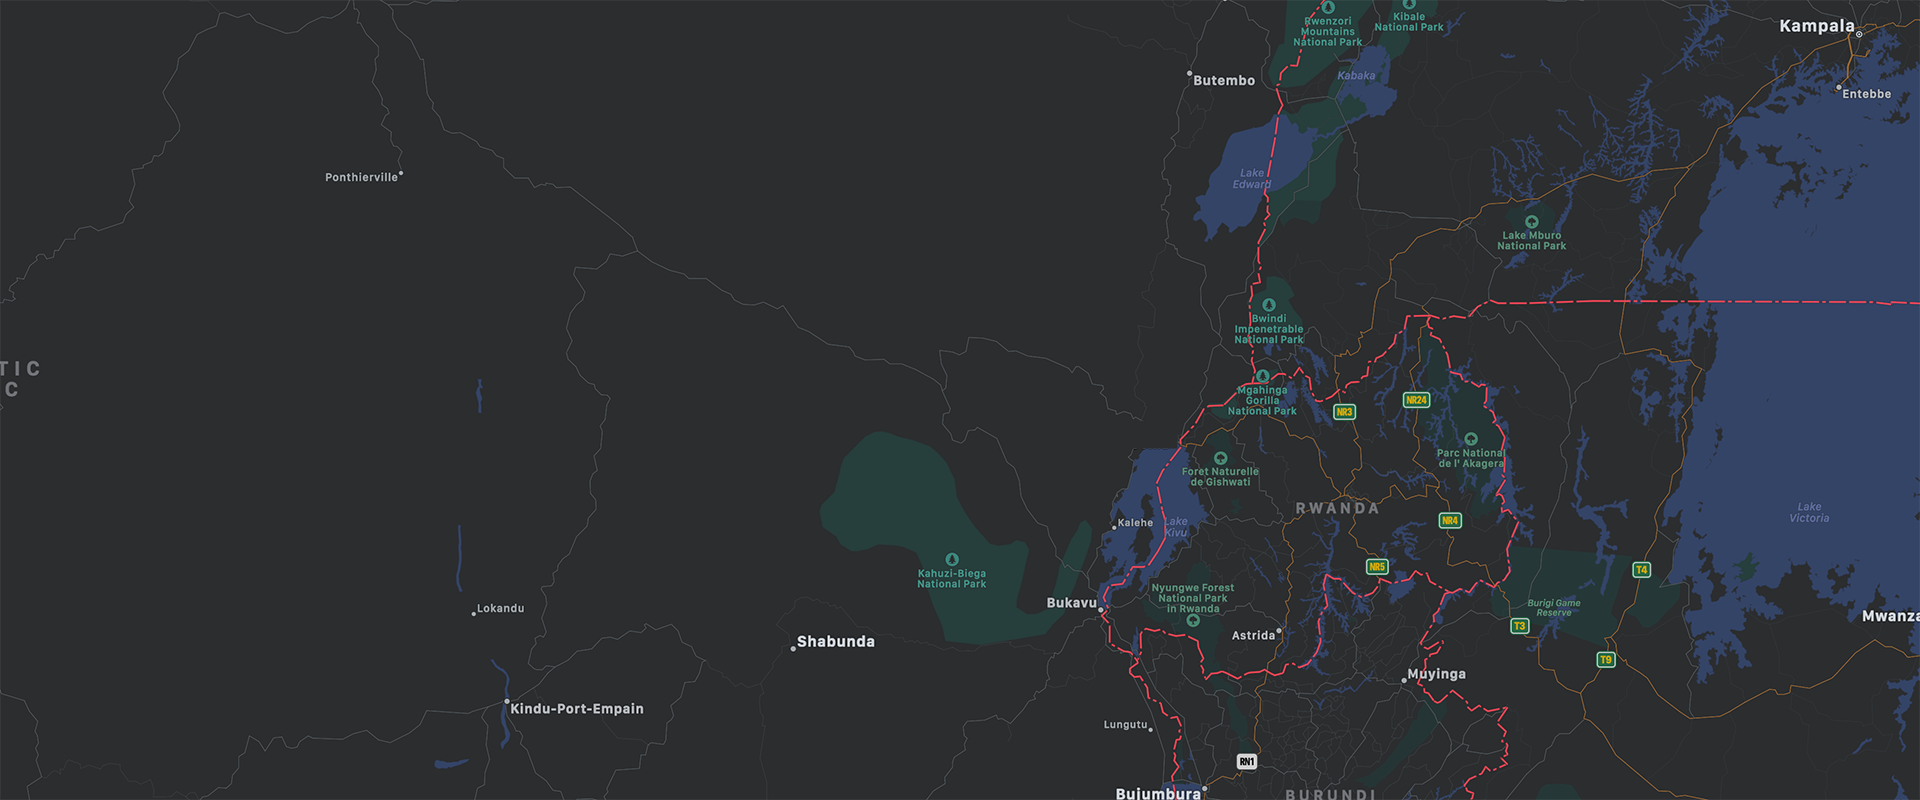 Rwenzori
Mountains
National Park
Kibale
National Park
Kampala
Kabaka
Butembo
Entebbe
Ponthierville
Lake
Edward
Lake Mburo
National Park
Bwindi
Impenetrable
National Park
TIC
C
Mgahinga
Gorilla
National Park
NR3
NR24
Parc National
de l' Akagera
Foret Naturelle
de Gishwati
RWANDA
Lake
Victoria
Kalehe
Lake
Kivu
NR4
Kahuzi-Biega
National Park
NR5
T4
Nyungwe Forest
National Park
in Rwanda
Bukavu
Burigi Game
Reserve
Lokandu
Mwanza
T3
Astrida
Shabunda
T9
Muyinga
Kindu-Port-Empain
Lungutu
RN1
Bujumbura
BURUNDI